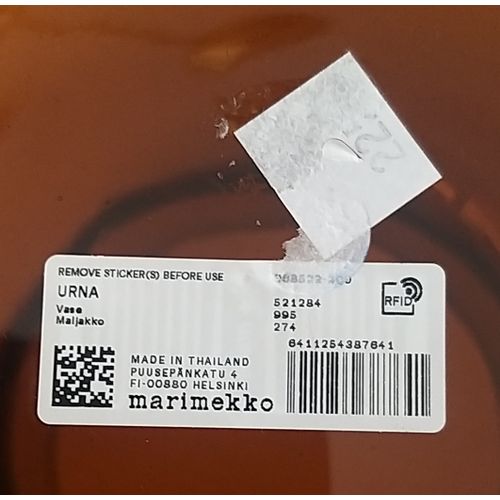 REMOVE STICKER(S) BEFORE USE
URNA
Vase
Maljakko
521284
995
274
6411254387641
RFID
MADE IN THAILAND
PUUSEPÄNKATU 4
FI-00880 HELSINKI
marimekko